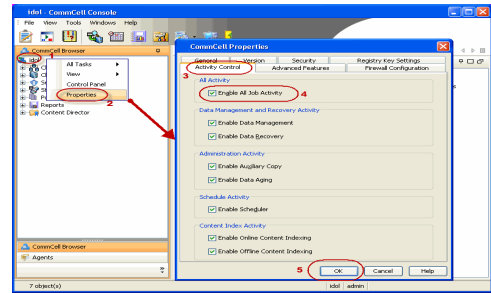 idol - CommCell Console
File View Tools Windows Help
CommCell Browser
idol
1
All Tasks
View
Control Panel
Properties
2
Reports
Content Director
CommCell Properties
General Version Security Registry Key Settings
Activity Control Advanced Features Firewall Configuration
3
All Activity
Enable All Job Activity
4
Data Management and Recovery Activity
Enable Data Management
Enable Data Recovery
Administration Activity
Enable Auxiliary Copy
Enable Data Aging
Schedule Activity
Enable Scheduler
Content Index Activity
Enable Online Content Indexing
Enable Offline Content Indexing
5
OK Cancel Help
CommCell Browser
Agents
7 object(s)
idol admin